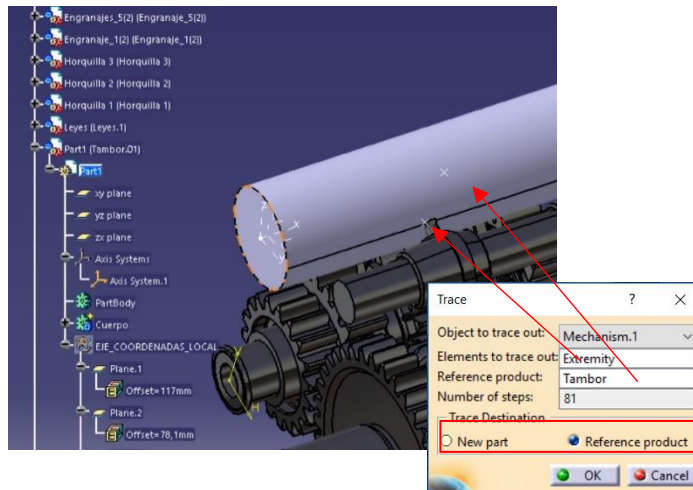 Engranajes_5(2) (Engranaje_5(2))
Engranaje_1(2) (Engranaje_1(2))
Horquilla 3 (Horquilla 3)
Horquilla 2 (Horquilla 2)
Horquilla 1 (Horquilla 1)
Leyes (Leyes.1)
Part1 (Tambor.01)
Part1
xy plane
yz plane
zx plane
Axis Systems
Axis System.1
PartBody
Cuerpo
EJE_COORDENADAS_LOCAL
Plane.1
Offset=117mm
Plane.2
Offset=78,1mm
z
x
H
Trace ? X
Object to trace out: Mechanism.1
Elements to trace out: Extremity
Reference product: Tambor
Number of steps: 81
Trace Destination
New part Reference product
OK Cancel